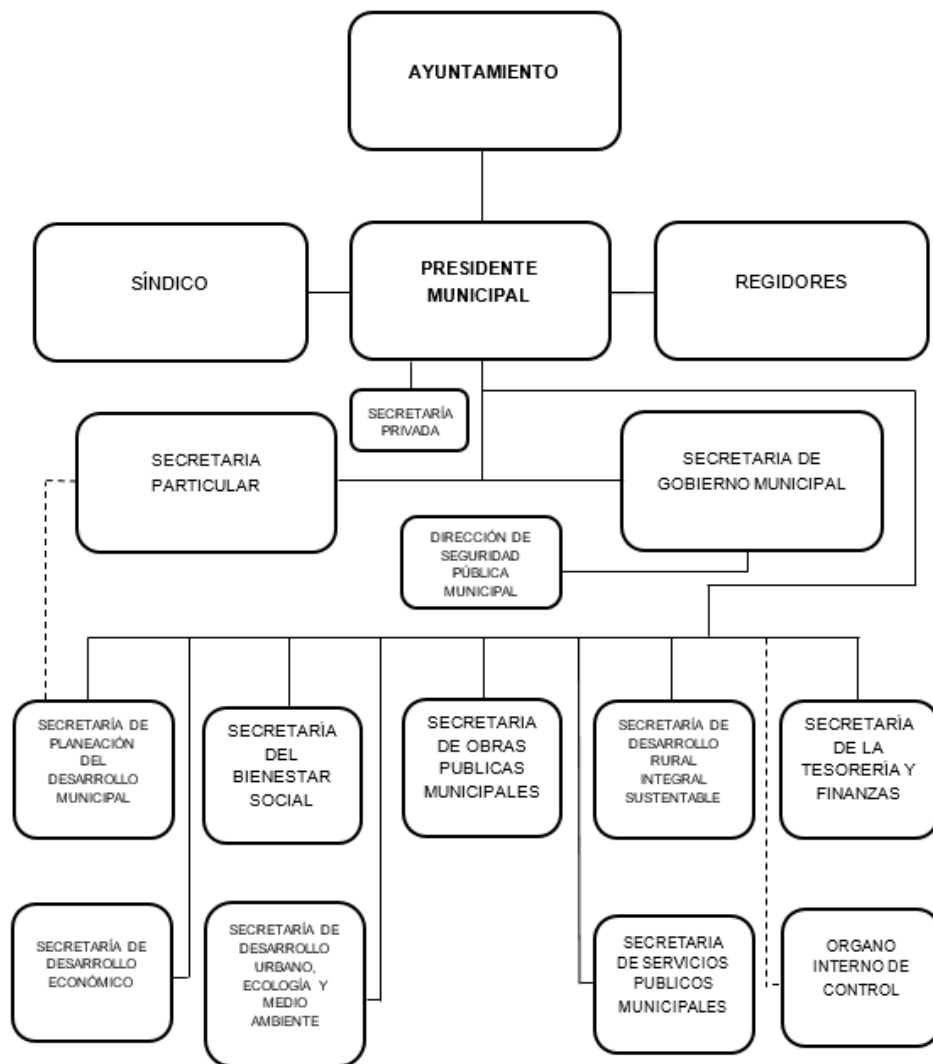 AYUNTAMIENTO
SÍNDICO
PRESIDENTE
MUNICIPAL
REGIDORES
SECRETARÍA
PRIVADA
SECRETARIA
PARTICULAR
SECRETARIA DE
GOBIERNO MUNICIPAL
DIRECCIÓN DE
SEGURIDAD
PÚBLICA
MUNICIPAL
SECRETARÍA DE
PLANEACIÓN
DEL
DESARROLLO
MUNICIPAL
SECRETARÌA
DEL
BIENESTAR
SOCIAL
SECRETARIA
DE OBRAS
PUBLICAS
MUNICIPALES
SECRETARÍA DE
DESARROLLO
RURAL
INTEGRAL
SUSTENTABLE
SECRETARÌA
DE LA
TESORERÍA Y
FINANZAS
SECRETARÍA DE
DESARROLLO
ECONÓMICO
SECRETARÍA DE
DESARROLLO
URBANO,
ECOLOGÍA Y
MEDIO
AMBIENTE
SECRETARIA
DE SERVICIOS
PUBLICOS
MUNICIPALES
ORGANO
INTERNO DE
CONTROL